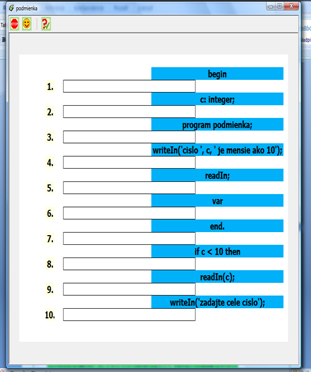 podmienka
begin
1.
c: integer;
2.
program podmienka;
3.
writeln('cislo ', c, ' je mensie ako 10');
4.
readln;
5.
var
6.
end.
7.
if c < 10 then
8.
readln(c);
9.
writeln('zadajte cele cislo');
10.